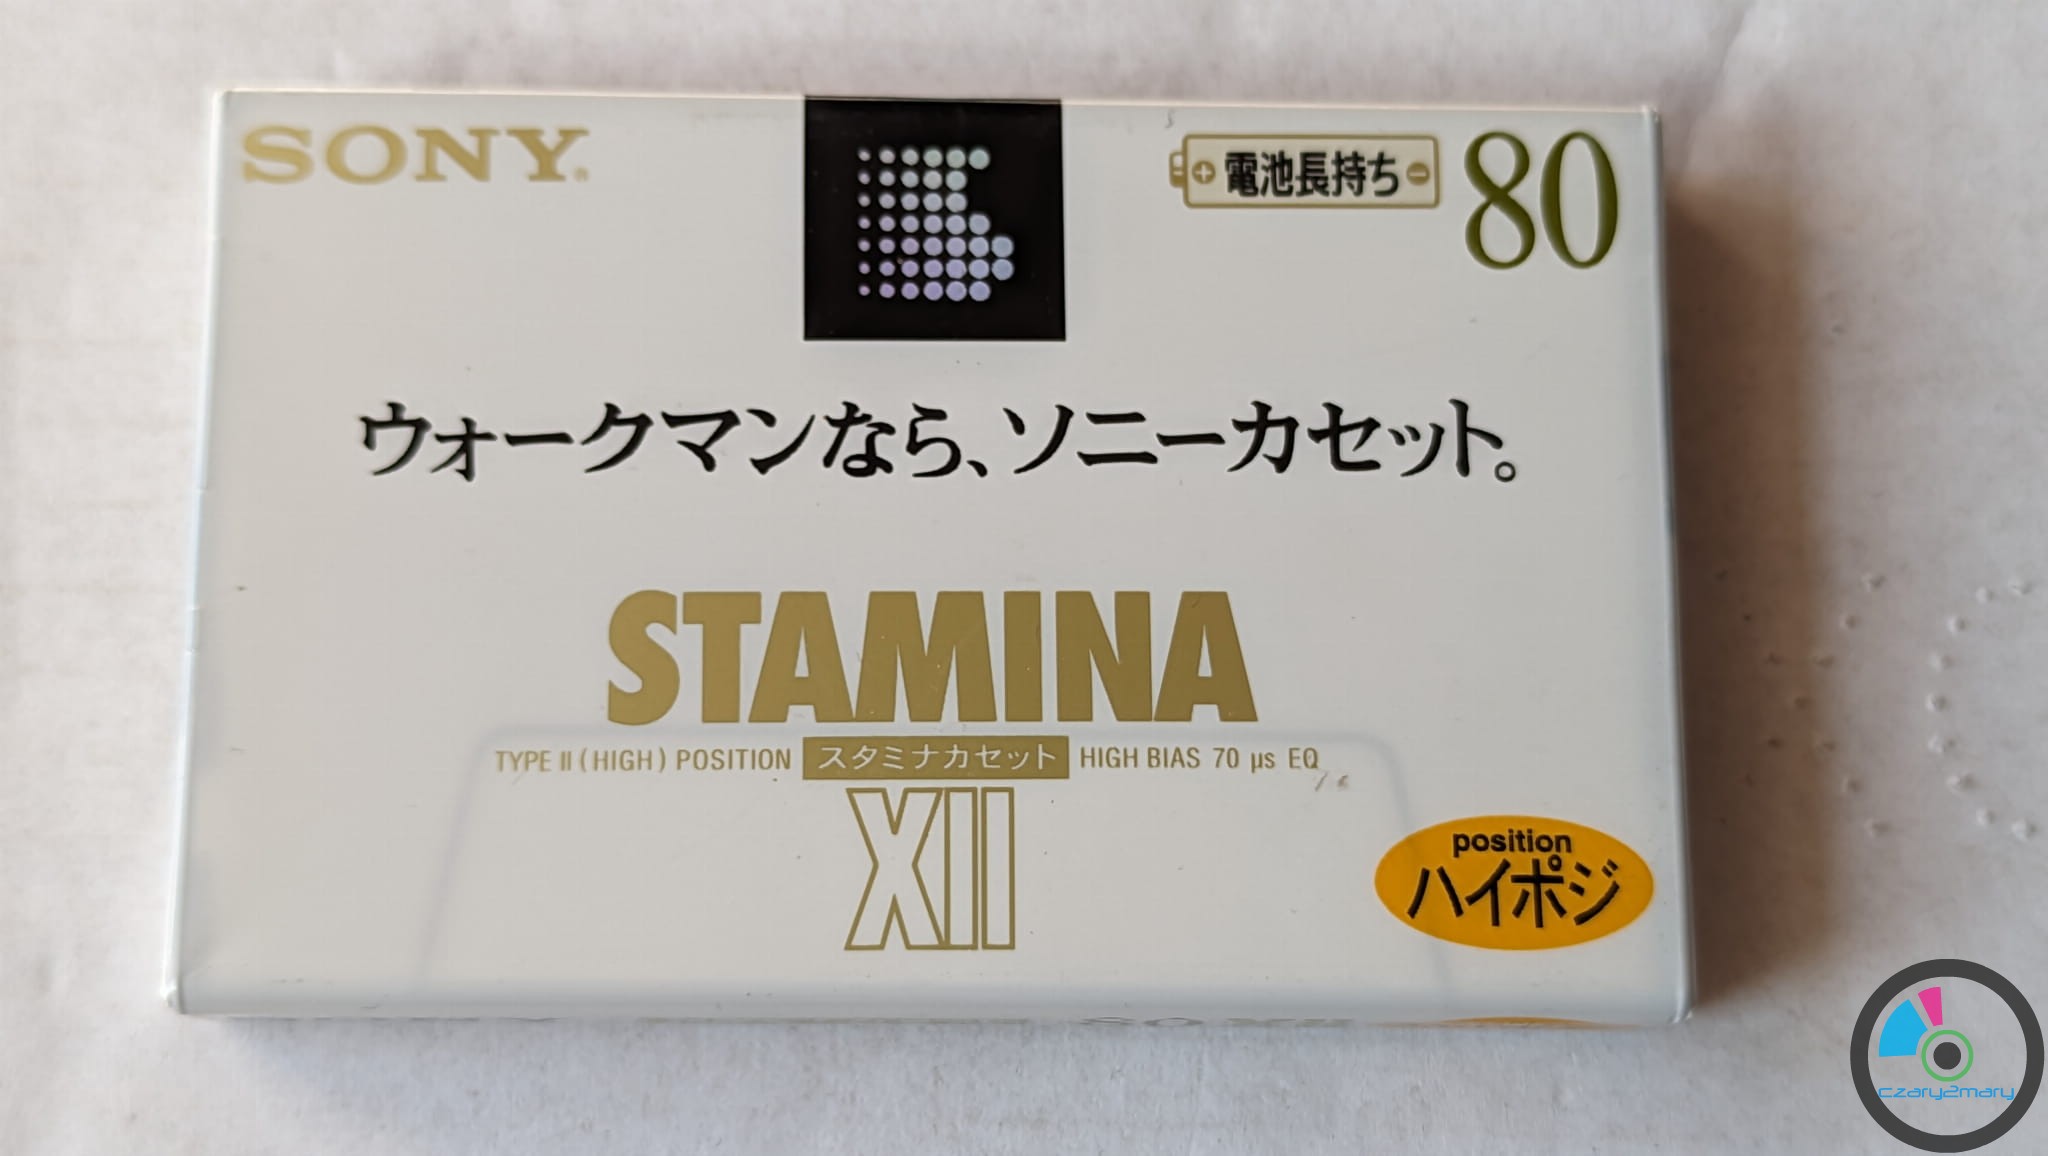 SONY®
電池長持ち
80
ウォークマンなら、ソニーカセット。
STAMINA
TYPE II (HIGH) POSITION スタミナカセット HIGH BIAS 70 μs EQ
XII
position
ハイポジ
czary2mary